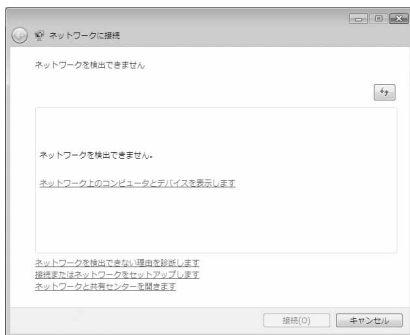 ネットワークに接続
ネットワークを検出できません
ネットワークを検出できません。
ネットワーク上のコンピュータとデバイスを表示します
ネットワークを検出できない理由を診断します
接続またはネットワークをセットアップします
ネットワークと共有センターを開きます
接続(O)
キャンセル